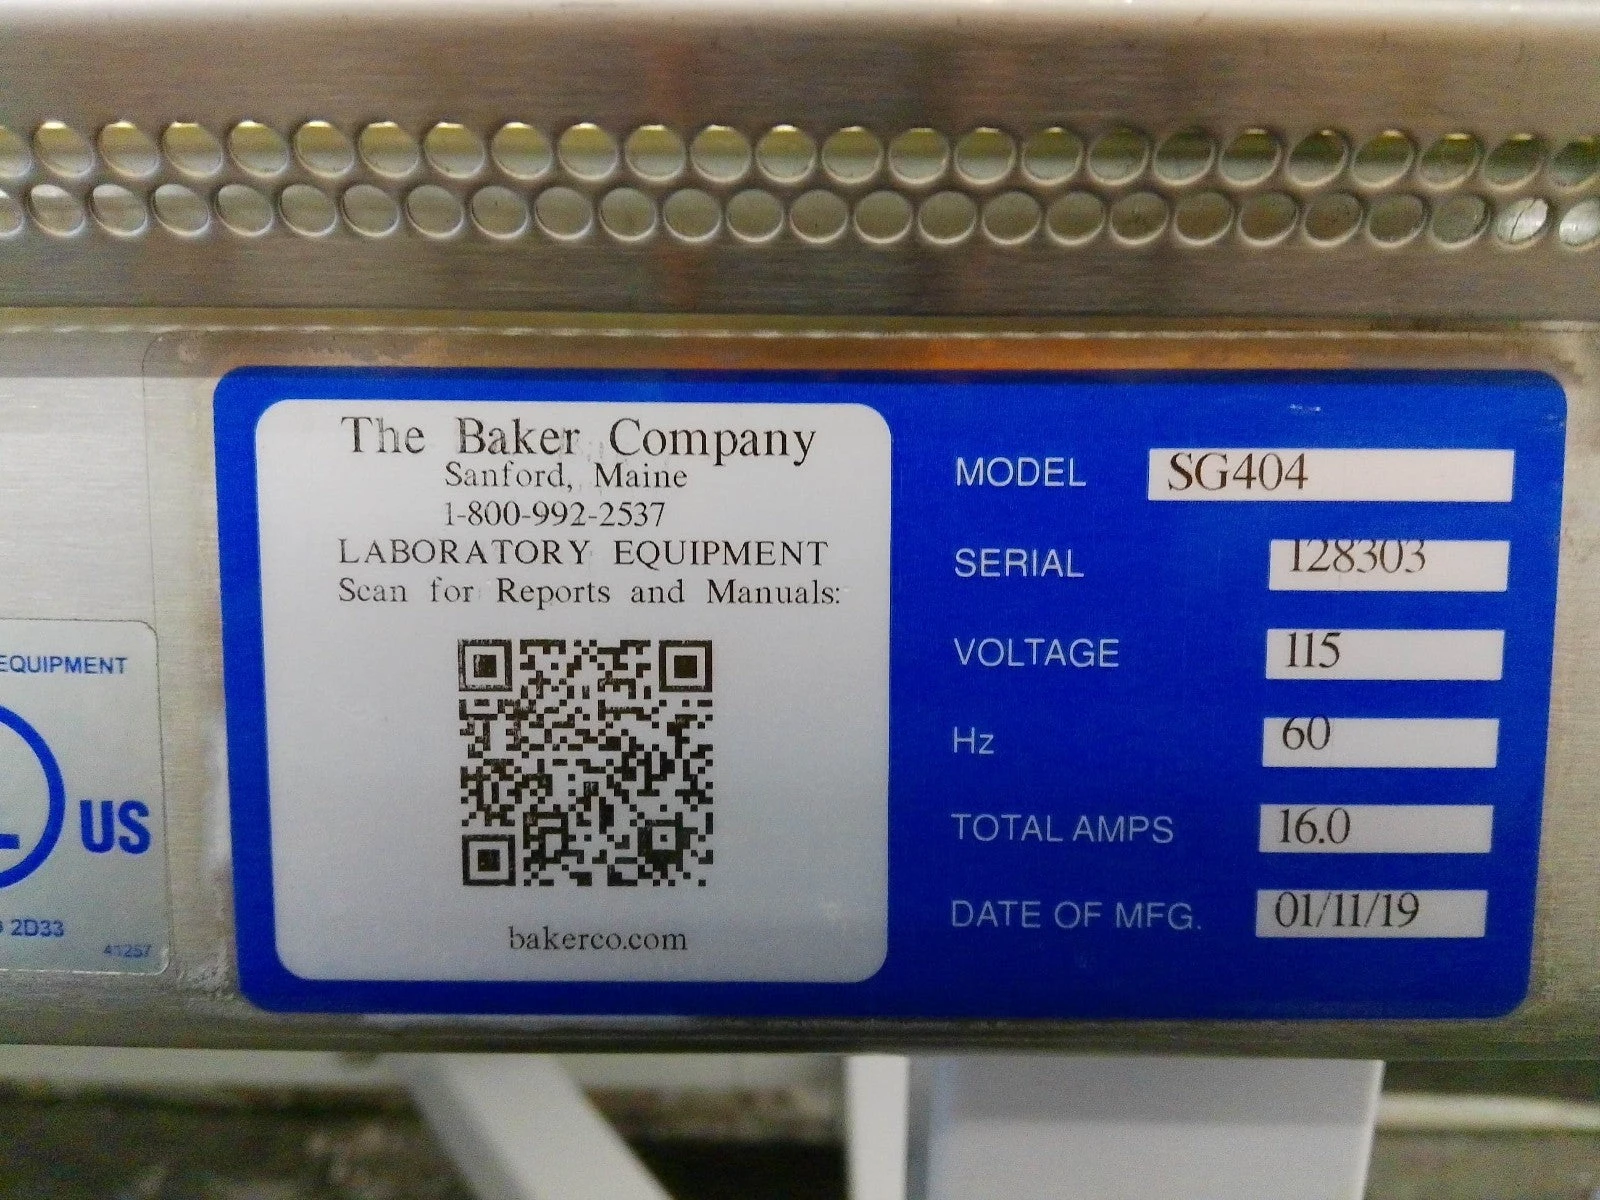 The Baker Company
Sanford, Maine
1-800-992-2537
LABORATORY EQUIPMENT
Scan for Reports and Manuals:
bakerco.com
MODEL SG404
SERIAL 128303
VOLTAGE 115
Hz 60
TOTAL AMPS 16.0
DATE OF MFG. 01/11/19
EQUIPMENT
US
2D33
41257